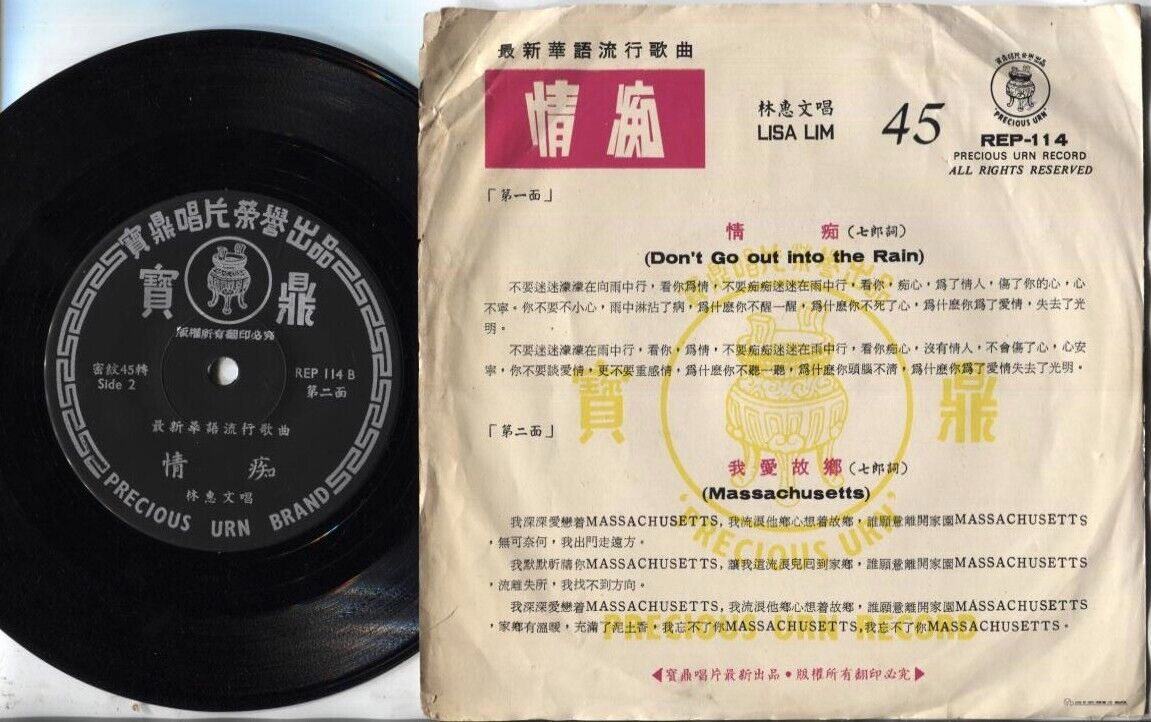 寶鼎唱片榮譽出品
寶 鼎
版權所有翻印必究
密紋45轉
Side 2
REP 114 B
第二面
最新華語流行歌曲
情 痴
林惠文唱
PRECIOUS URN BRAND
最新華語流行歌曲
情痴
林惠文唱
LISA LIM
45
寶鼎唱片榮譽出品
PRECIOUS URN
REP-114
PRECIOUS URN RECORD
ALL RIGHTS RESERVED
「第一面」
情 痴(七郎詞)
(Don't Go out into the Rain)
不要迷迷濛濛在向雨中行，看你爲情，不要痴痴迷迷在雨中行，看你，痴心，爲了情人，傷了你的心，心
不寧。你不要不小心，雨中淋沾了病，爲什麼你不醒一醒，爲什麼你不死了心，爲什麼你爲了愛情，失去了光
明。
不要迷迷濛濛在雨中行，看你，爲情，不要痴痴迷迷在雨中行，看你痴心，沒有情人，不會傷了心，心安
寧，你不要談愛情，更不要重感情，爲什麼你不聽一聽，爲什麼你頭腦不清，爲什麼你爲了愛情失去了光明。
寶 鼎
「第二面」
我愛故鄉(七郎詞)
(Massachusetts)
我深深愛戀着MASSACHUSETTS,我流淚他鄉心想着故鄉，誰願意離開家園MASSACHUSETTS
，無可奈何，我出門走遠方。
我默默祈禱你MASSACHUSETTS,讓我這流浪兒回到家鄉，誰願意離開家園MASSACHUSETTS
，流離失所，我找不到方向。
我深深愛戀着MASSACHUSETTS,我流淚他鄉心想着故鄉，誰願意離開家園MASSACHUSETTS
，家鄉有溫暖，充滿了泥土香，我忘不了你MASSACHUSETTS,我忘不了你MASSACHUSETTS。
PRECIOUS URN
PRECIOUS URN RECORD
寶鼎唱片最新出品•版權所有翻印必究